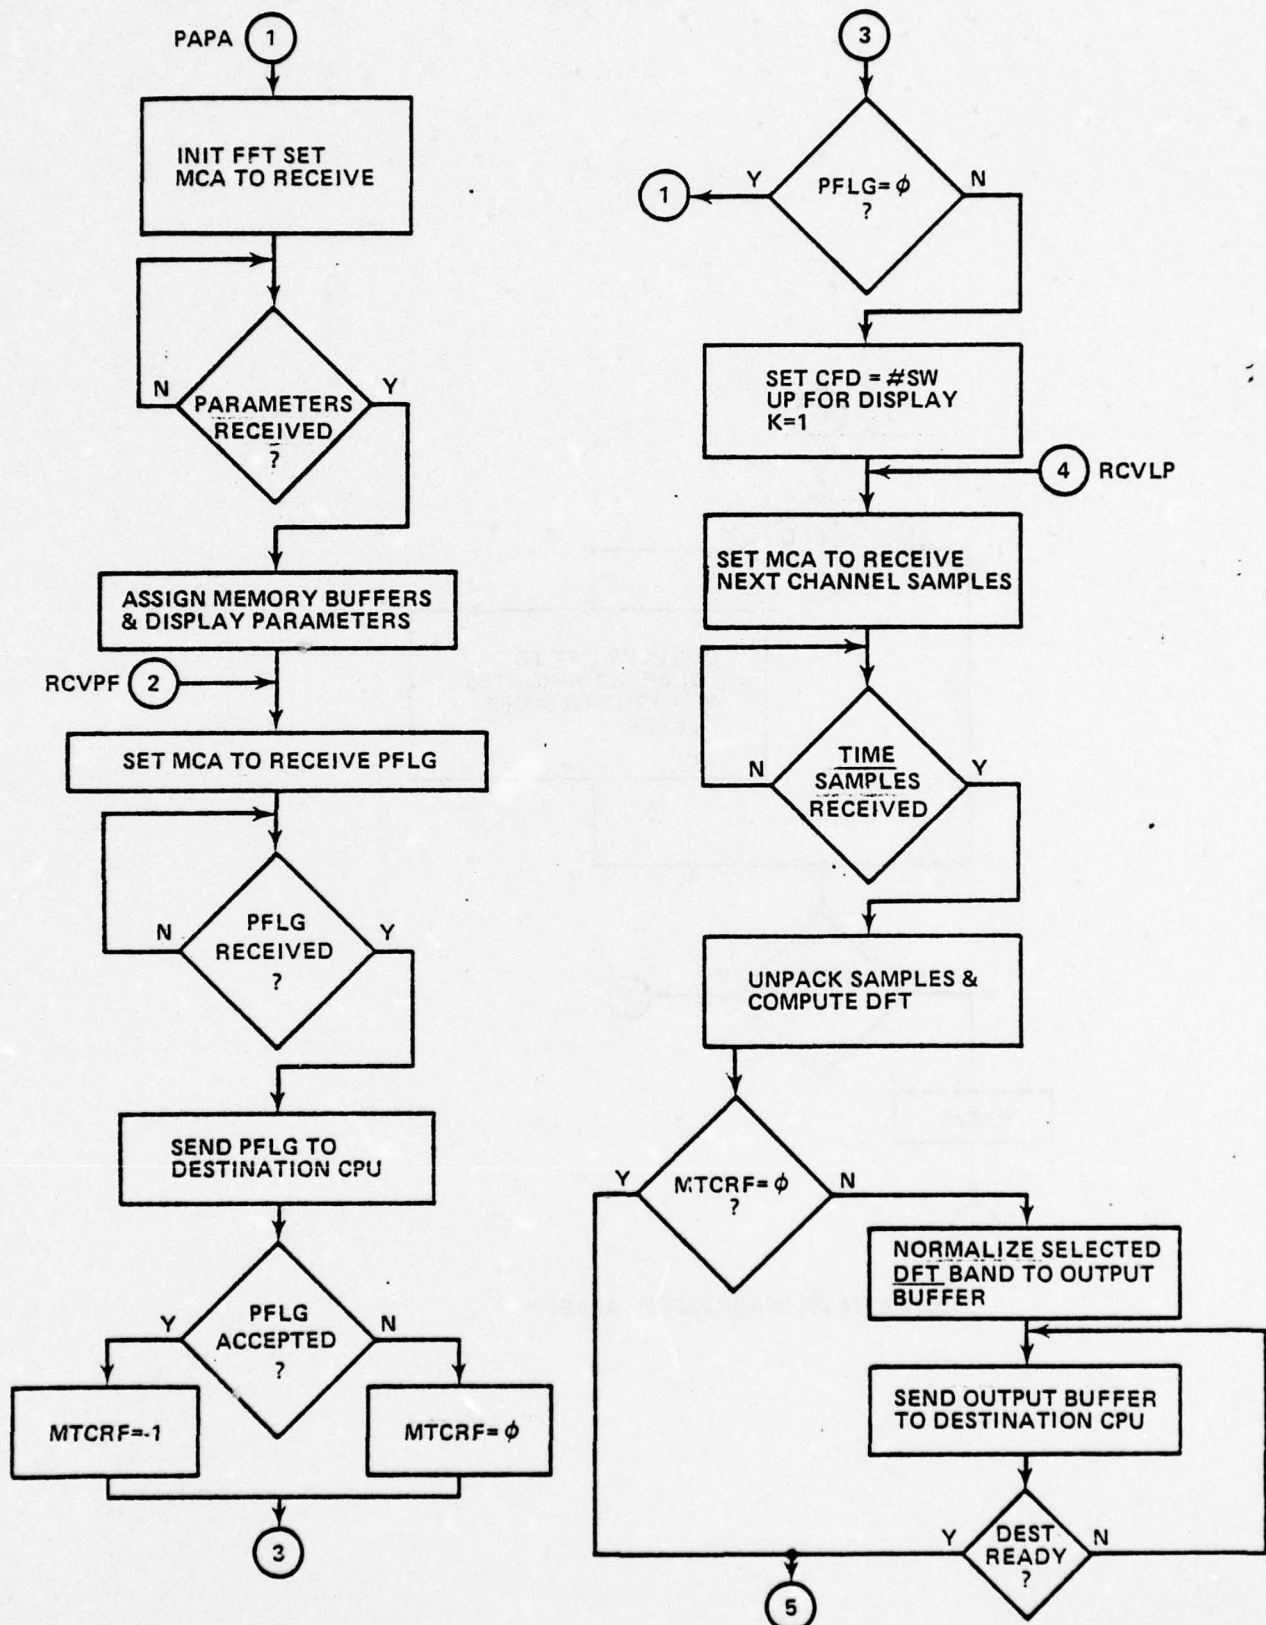 PAPA 1
INIT FFT SET
MCA TO RECEIVE
N
Y
PARAMETERS
RECEIVED
?
ASSIGN MEMORY BUFFERS
& DISPLAY PARAMETERS
RCVPF 2
SET MCA TO RECEIVE PFLG
N
Y
PFLG
RECEIVED
?
SEND PFLG TO
DESTINATION CPU
Y
N
PFLG
ACCEPTED
?
MTCRF=-1
MTCRF=ϕ
3
3
1
Y
N
PFLG=ϕ
?
SET CFD = #SW
UP FOR DISPLAY
K=1
4 RCVLP
SET MCA TO RECEIVE
NEXT CHANNEL SAMPLES
N
Y
TIME
SAMPLES
RECEIVED
UNPACK SAMPLES &
COMPUTE DFT
Y
N
MTCRF=ϕ
?
NORMALIZE SELECTED
DFT BAND TO OUTPUT
BUFFER
SEND OUTPUT BUFFER
TO DESTINATION CPU
Y
N
DEST
READY
?
5